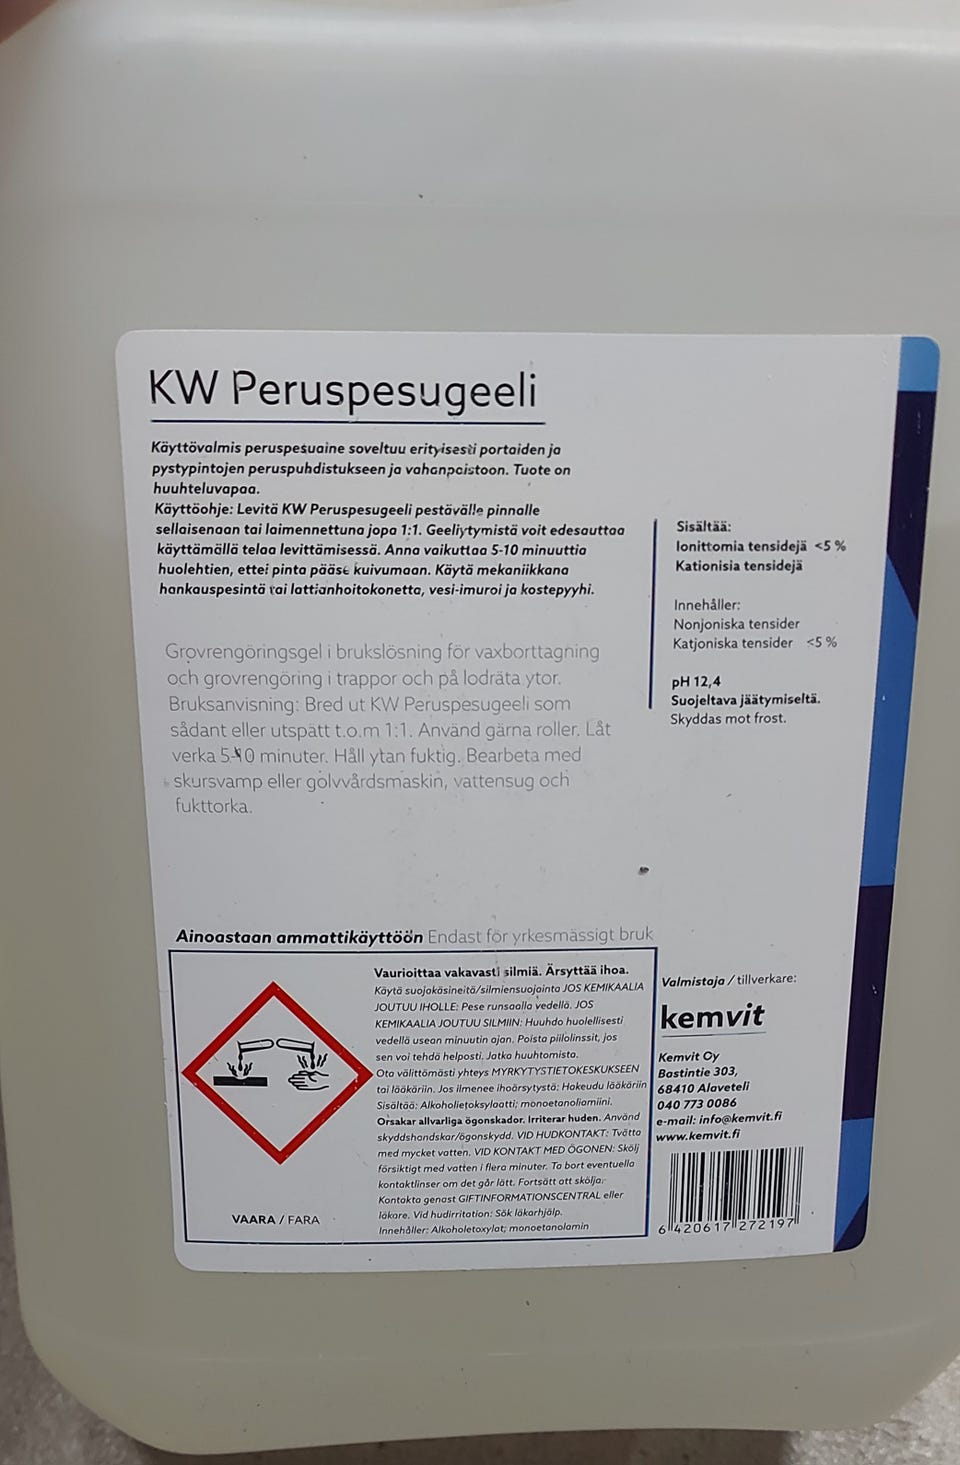 KW Peruspesugeeli
Käyttövalmis peruspesuaine soveltuu erityisesti portaiden ja
pystypintojen peruspuhdistukseen ja vahanpoistoon. Tuote on
huuhteluvapaa.
Käyttöohje: Levitä KW Peruspesugeeli pestävälle pinnalle
sellaisenaan tai laimennettuna jopa 1:1. Geeliytymistä voit edesauttaa
käyttämällä telaa levittämisessä. Anna vaikuttaa 5-10 minuuttia
huolehtien, ettei pinta pääse kuivumaan. Käytä mekaniikkana
hankauspesintä tai lattianhoitokonetta, vesi-imuroi ja kostepyyhi.
Grovrengöringsgel i brukslösning för vaxborttagning
och grovrengöring i trappor och på lodräta ytor.
Bruksanvisning: Bred ut KW Peruspesugeeli som
sådant eller utspätt t.o.m 1:1. Använd gärna roller. Låt
verka 5-10 minuter. Håll ytan fuktig. Bearbeta med
skursvamp eller golvvårdsmaskin, vattensug och
fukttorka.
Sisältää:
Ionittomia tensidejä <5 %
Kationisia tensidejä
Innehåller:
Nonjoniska tensider
Katjoniska tensider <5 %
pH 12,4
Suojeltava jäätymiseltä.
Skyddas mot frost.
Ainoastaan ammattikäyttöön Endast för yrkesmässigt bruk
Vaurioittaa vakavasti silmiä. Ärsyttää ihoa.
Käytä suojakäsineitä/silmiensuojainta JOS KEMIKAALIA
JOUTUU IHOLLE: Pese runsaalla vedellä. JOS
KEMIKAALIA JOUTUU SILMIIN: Huuhdo huolellisesti
vedellä usean minuutin ajan. Poista piilolinssit, jos
sen voi tehdä helposti. Jatka huuhtomista.
Ota välittömästi yhteys MYRKYTYSTIETOKESKUKSEEN
tai lääkäriin. Jos ilmenee ihoärsytystä: Hakeudu lääkäriin
Sisältää: Alkoholietoksylaatti; monoetanoliamiini.
Orsakar allvarliga ögonskador. Irriterar huden. Använd
skyddshandskar/ögonskydd. VID HUDKONTAKT: Tvätta
med mycket vatten. VID KONTAKT MED ÖGONEN: Skölj
försiktigt med vatten i flera minuter. Ta bort eventuella
kontaktlinser om det går lätt. Fortsätt att skölja.
Kontakta genast GIFTINFORMATIONSCENTRAL eller
läkare. Vid hudirritation: Sök läkarhjälp.
Innehåller: Alkoholetoxylat; monoetanolamin
VAARA / FARA
Valmistaja / tillverkare:
kemvit
Kemvit Oy
Bastintie 303,
68410 Alaveteli
040 773 0086
e-mail: info@kemvit.fi
www.kemvit.fi
6 420617 272197